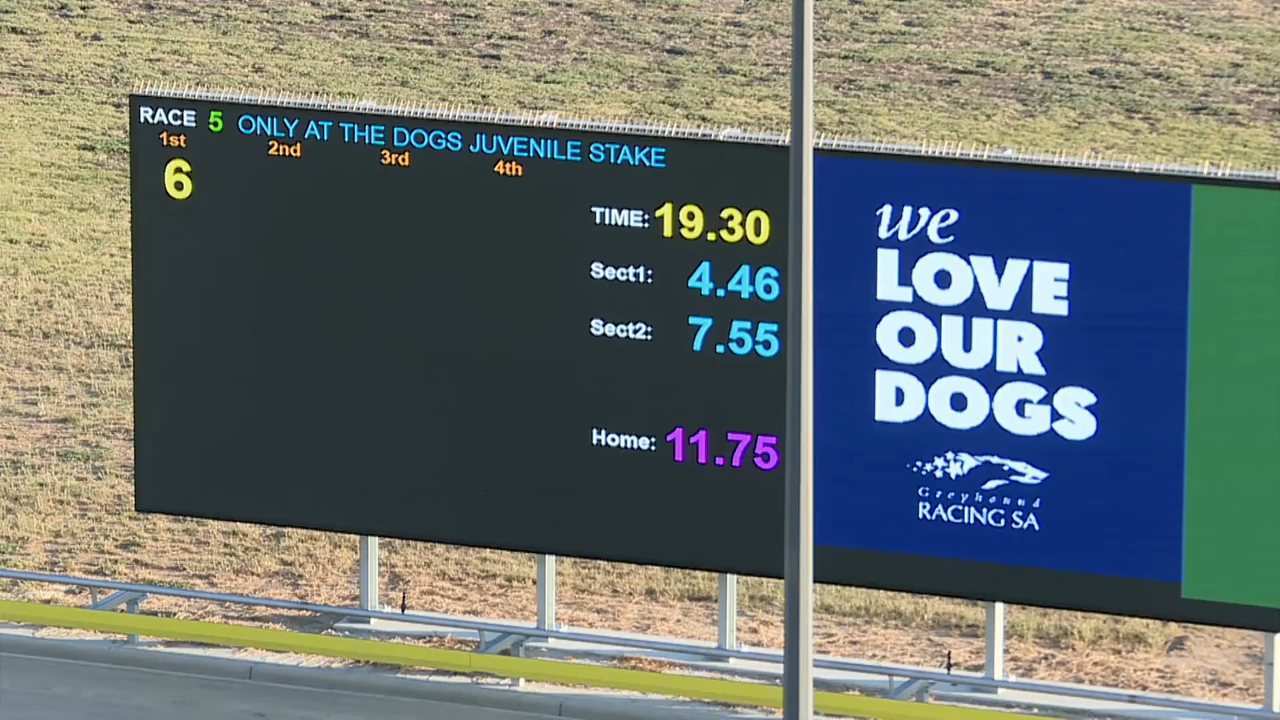 RACE 5 ONLY AT THE DOGS JUVENILE STAKE
1st 2nd 3rd 4th
6
TIME: 19.30
Sect1: 4.46
Sect2: 7.55
Home: 11.75
we
LOVE
OUR
DOGS
Greyhound
RACING SA